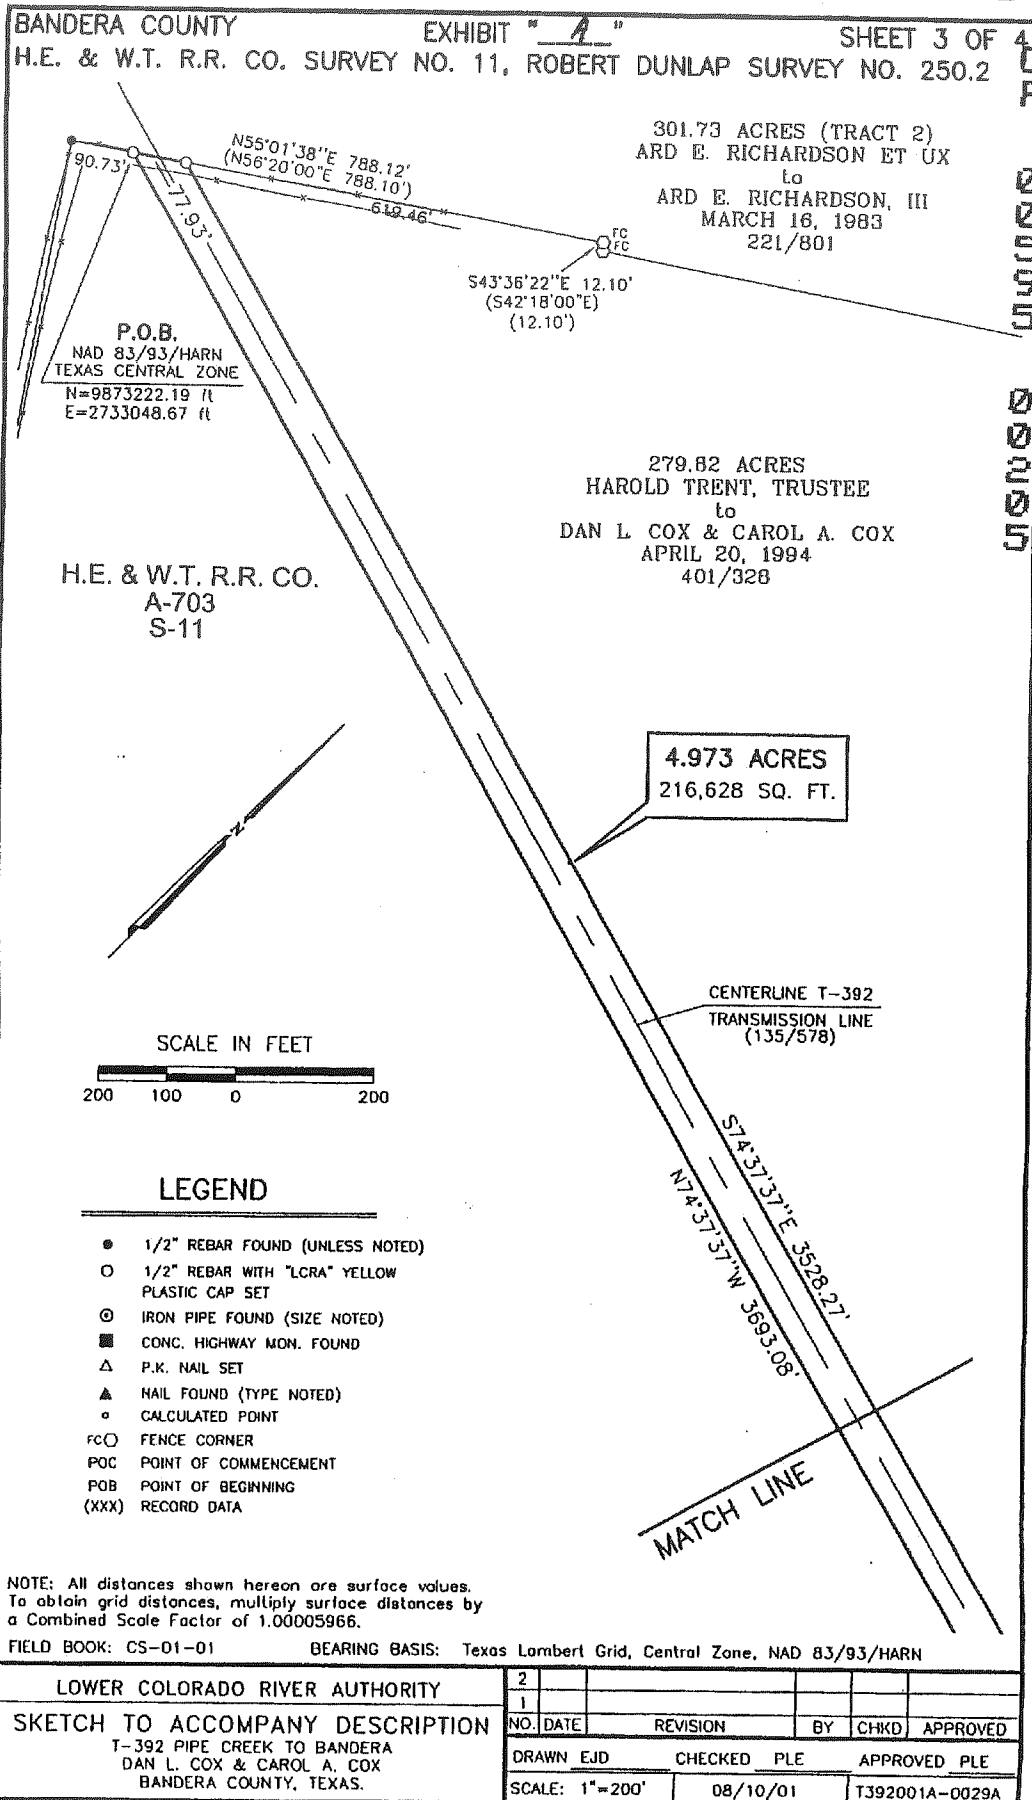 BANDERA COUNTY EXHIBIT " A " SHEET 3 OF 4
H.E. & W.T. R.R. CO. SURVEY NO. 11, ROBERT DUNLAP SURVEY NO. 250.2
301.73 ACRES (TRACT 2)
ARD E. RICHARDSON ET UX
to
ARD E. RICHARDSON, III
MARCH 16, 1983
221/801
N55°01'38"E 788.12'
(N56°20'00"E 788.10')
90.73'
77.93'
619.46'
FC
FC
S43°36'22"E 12.10'
(S42°18'00"E)
(12.10')
P.O.B.
NAD 83/93/HARN
TEXAS CENTRAL ZONE
N=9873222.19 ft
E=2733048.67 ft
00555
00205
279.82 ACRES
HAROLD TRENT, TRUSTEE
to
DAN L. COX & CAROL A. COX
APRIL 20, 1994
401/328
H.E. & W.T. R.R. CO.
A-703
S-11
4.973 ACRES
216,628 SQ. FT.
N
CENTERLINE T-392
TRANSMISSION LINE
(135/578)
SCALE IN FEET
200 100 0 200
S74°37'37"E 3528.27'
N74°37'37"W 3693.08'
MATCH LINE
LEGEND
1/2" REBAR FOUND (UNLESS NOTED)
1/2" REBAR WITH "LCRA" YELLOW
PLASTIC CAP SET
IRON PIPE FOUND (SIZE NOTED)
CONC. HIGHWAY MON. FOUND
P.K. NAIL SET
NAIL FOUND (TYPE NOTED)
CALCULATED POINT
FC FENCE CORNER
POC POINT OF COMMENCEMENT
POB POINT OF BEGINNING
(XXX) RECORD DATA
NOTE: All distances shown hereon are surface values.
To obtain grid distances, multiply surface distances by
a Combined Scale Factor of 1.00005966.
FIELD BOOK: CS-01-01 BEARING BASIS: Texas Lambert Grid, Central Zone, NAD 83/93/HARN
LOWER COLORADO RIVER AUTHORITY
SKETCH TO ACCOMPANY DESCRIPTION
T-392 PIPE CREEK TO BANDERA
DAN L. COX & CAROL A. COX
BANDERA COUNTY, TEXAS.
2
1
NO. DATE REVISION BY CHKD APPROVED
DRAWN EJD CHECKED PLE APPROVED PLE
SCALE: 1"=200' 08/10/01 T392001A-0029A